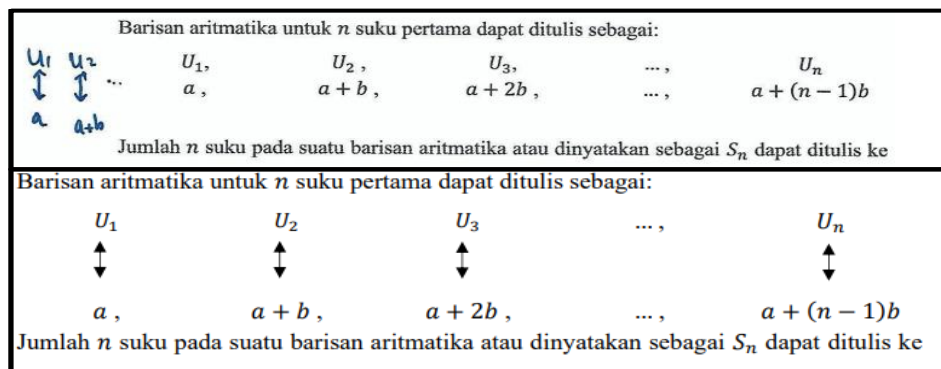 Barisan aritmatika untuk n suku pertama dapat ditulis sebagai:
U1 U2 ... U₁, U₂ , U₃, ... , Uₙ
↕ ↕ a , a + b , a + 2b , ... , a + (n − 1)b
a a+b
Jumlah n suku pada suatu barisan aritmatika atau dinyatakan sebagai Sₙ dapat ditulis ke
Barisan aritmatika untuk n suku pertama dapat ditulis sebagai:
U₁ U₂ U₃ ... , Uₙ
↕ ↕ ↕ ↕
a , a + b , a + 2b , ... , a + (n − 1)b
Jumlah n suku pada suatu barisan aritmatika atau dinyatakan sebagai Sₙ dapat ditulis ke